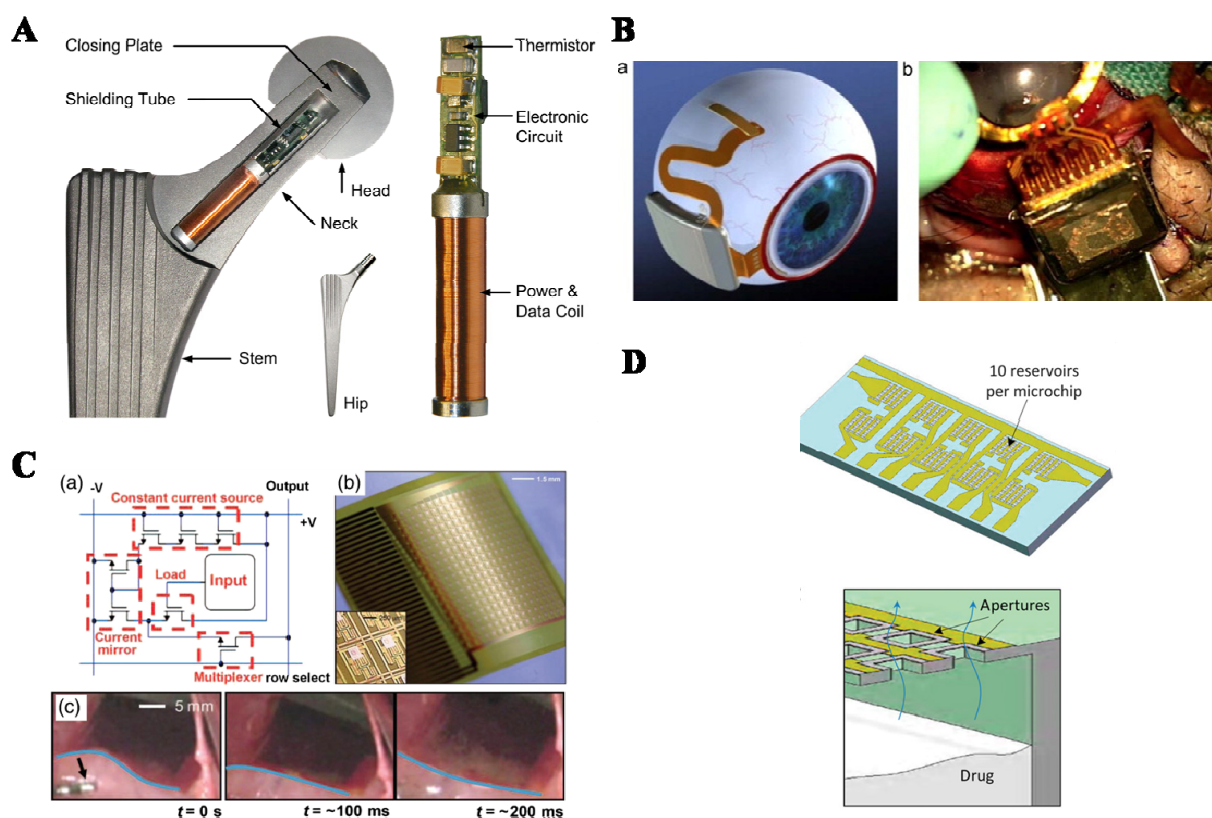 A
Closing Plate
Shielding Tube
Head
Neck
Stem
Hip
Thermistor
Electronic
Circuit
Power &
Data Coil
B
a
b
C
(a)
-V
Output
Constant current source
+V
Load
Input
Current
mirror
Multiplexer row select
(b)
1.5 mm
(c)
5 mm
t = 0 s
t = ~100 ms
t = ~200 ms
D
10 reservoirs
per microchip
Apertures
Drug